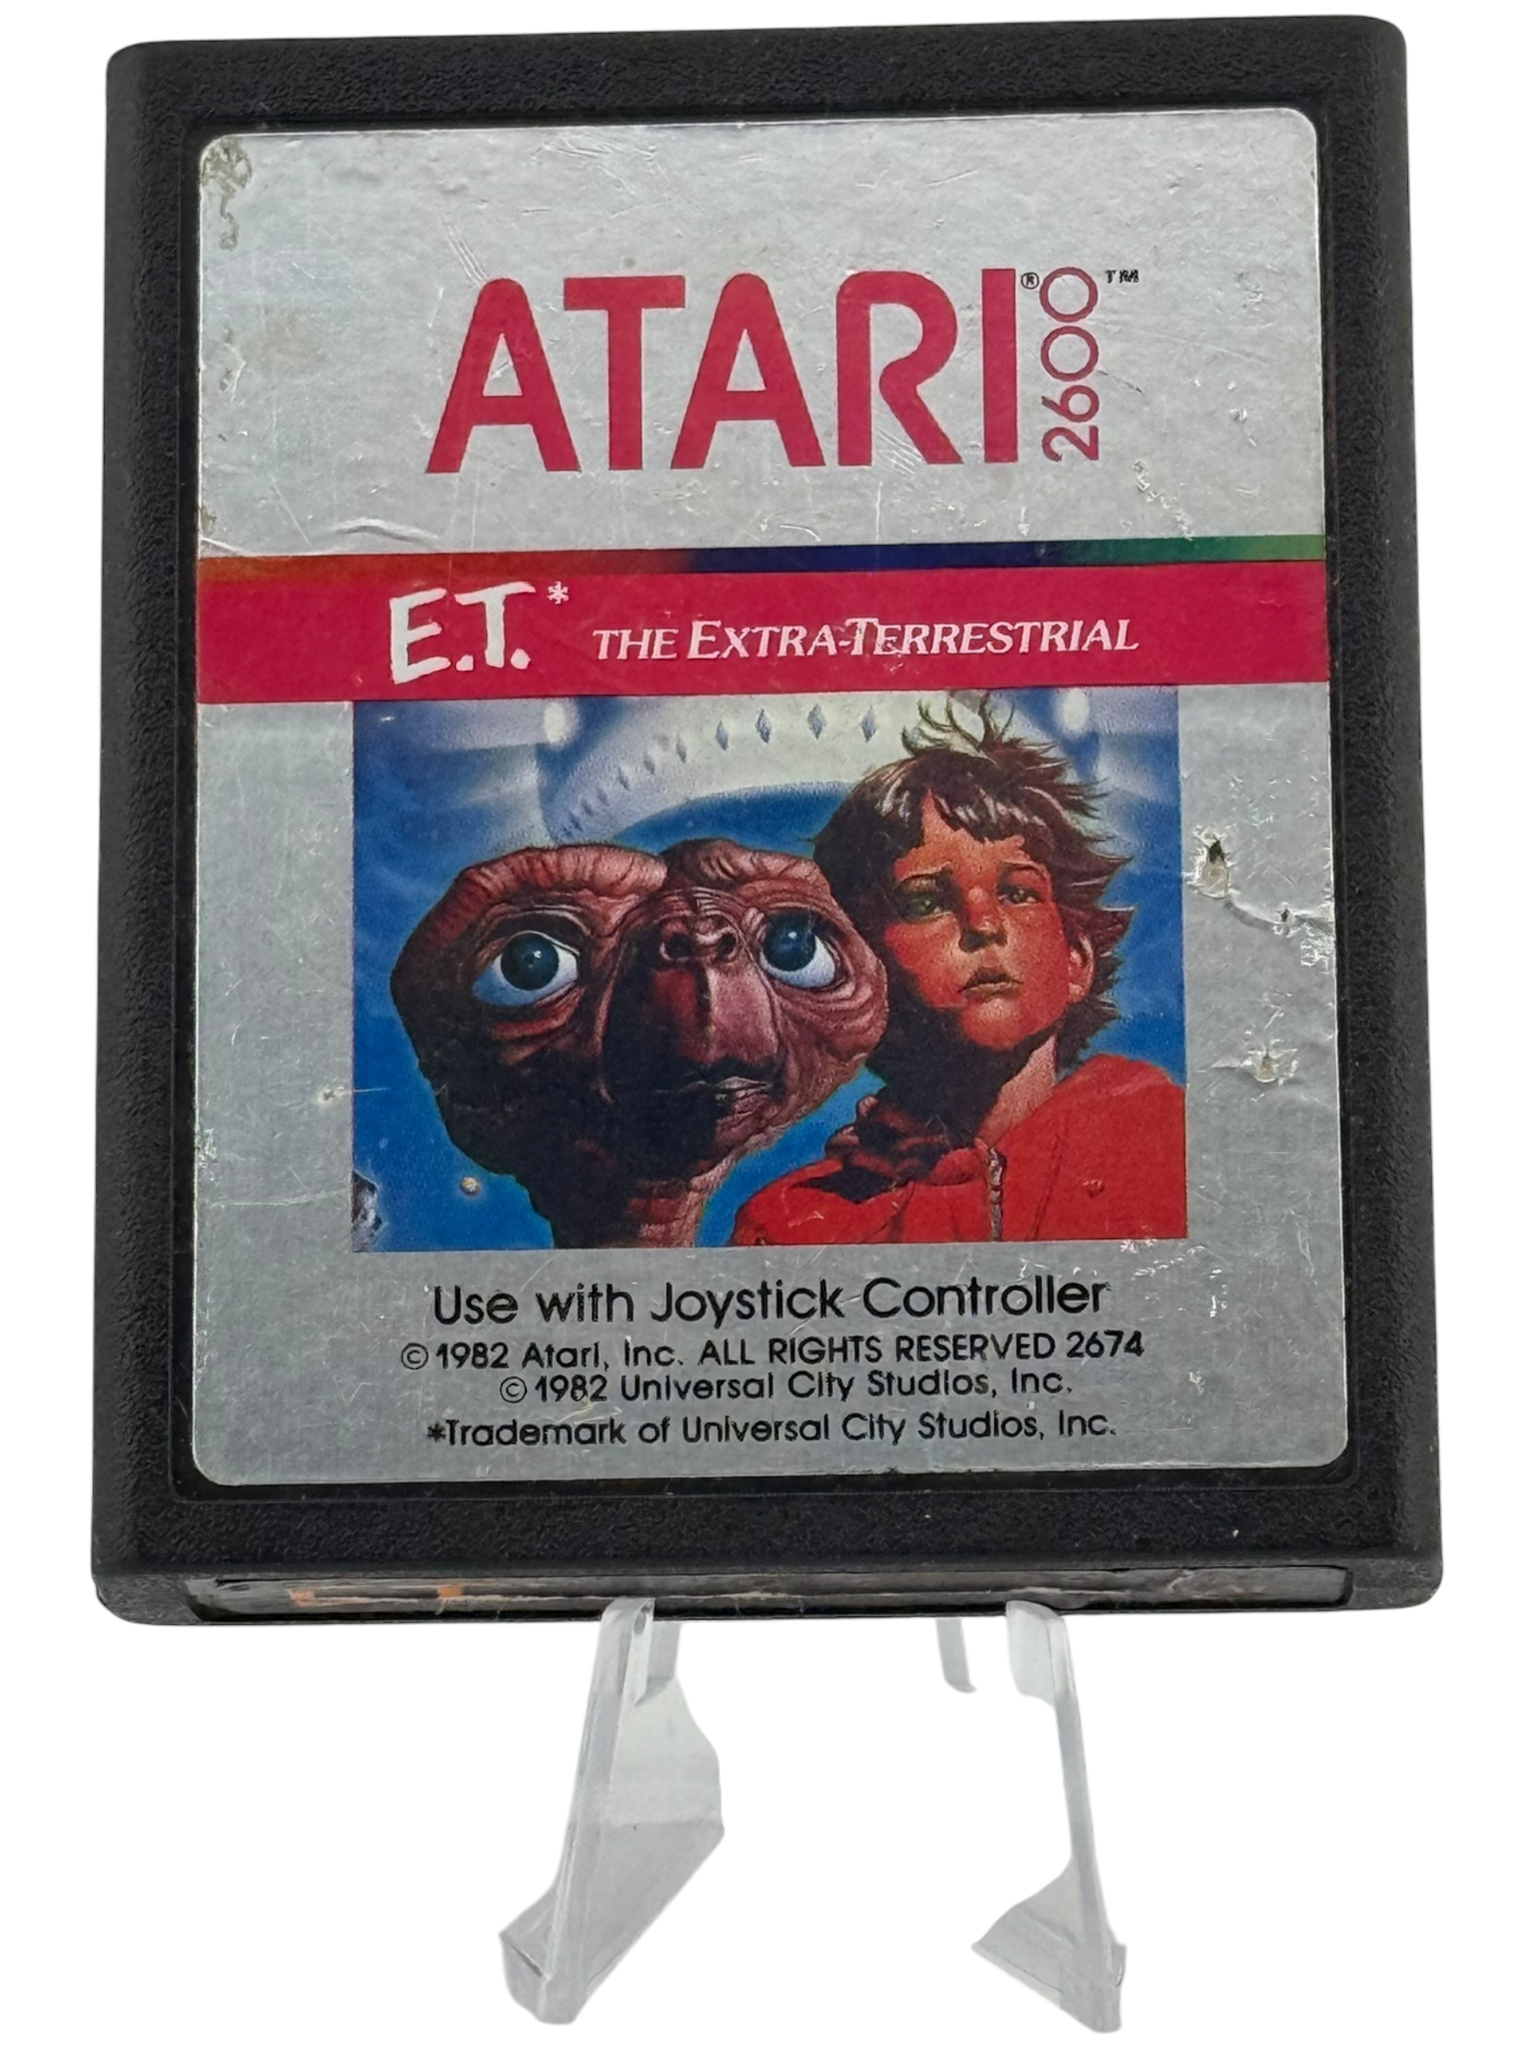 ATARI® 2600™
E.T.* THE EXTRA-TERRESTRIAL
Use with Joystick Controller
© 1982 Atari, Inc. ALL RIGHTS RESERVED 2674
© 1982 Universal City Studios, Inc.
*Trademark of Universal City Studios, Inc.